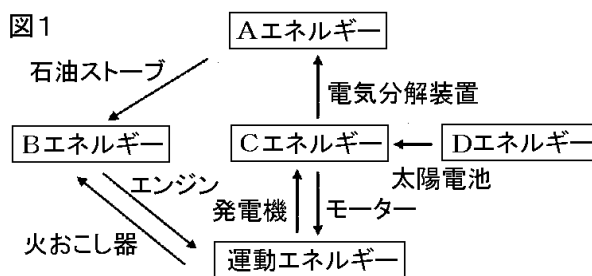 図1
Aエネルギー
石油ストーブ
電気分解装置
Bエネルギー
Cエネルギー
Dエネルギー
エンジン
発電機
モーター
太陽電池
火おこし器
運動エネルギー